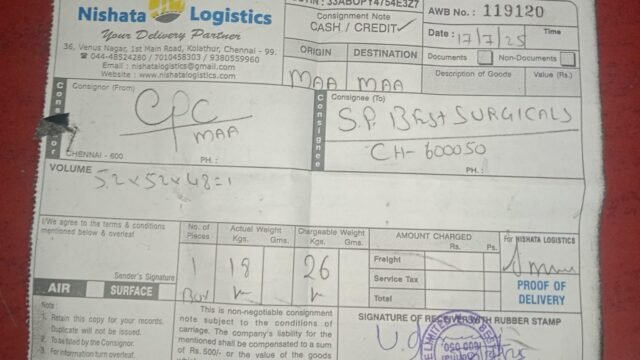 Nishata Logistics
Your Delivery Partner
36, Venus Nagar, 1st Main Road, Kolathur, Chennai - 99.
☎ 044-48524280 / 7010458303 / 9380559960
Email : nishatalogistics@gmail.com
Website : www.nishatalogistics.com
33ABOPY4754E3Z7
Consignment Note
CASH / CREDIT
AWB No. : 119120
Date : 17/7/25 Time
ORIGIN DESTINATION
MAA MAA
Documents Non-Documents
Description of Goods Value (Rs.)
Consignor
Consignor (From)
CPC
MAA
CHENNAI - 600 PH. :
Consignee
Consignee (To)
S.P. BEST SURGICALS
CH-600050
PH. :
VOLUME
52 x 52 x 48 = 1
I/We agree to the terms & conditions
mentioned below & overleaf
Sender's Signature
No. of Pieces
Actual Weight
Kgs. Gms.
Chargeable Weight
Kgs. Gms.
1 18 26
Box
AMOUNT CHARGED
Rs. Ps.
Freight
Service Tax
Total
For NISHATA LOGISTICS
PROOF OF
DELIVERY
AIR SURFACE
Note :
1. Retain this copy for your records.
Duplicate will not be issued.
2. To be filled by the Consignor.
3. For information turn overleaf.
This is non-negotiable consignment
note subject to the conditions of
carriage. The company's liability for the
mentioned shall be compensated to a sum
of Rs. 500/- or the value of the goods
SIGNATURE OF RECEIVER WITH RUBBER STAMP